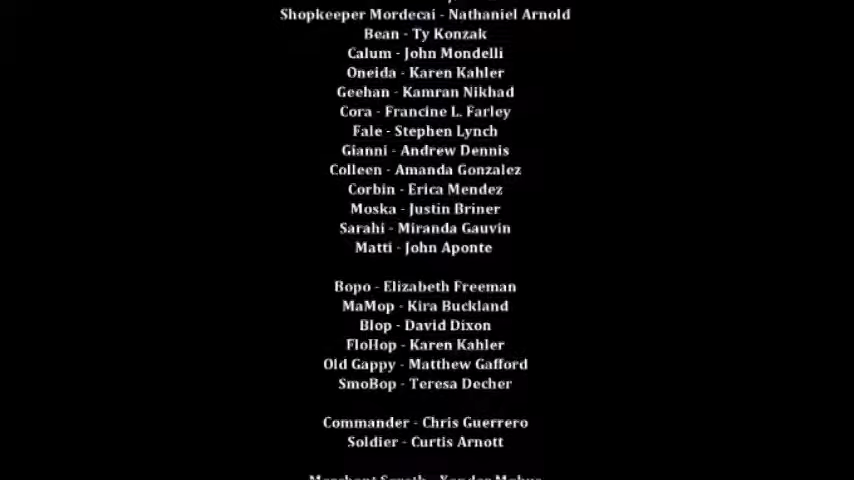 Shopkeeper Mordecai - Nathaniel Arnold
Bean - Ty Konzak
Calum - John Mondelli
Oneida - Karen Kahler
Geehan - Kamran Nikhad
Cora - Francine L. Farley
Fale - Stephen Lynch
Gianni - Andrew Dennis
Colleen - Amanda Gonzalez
Corbin - Erica Mendez
Moska - Justin Briner
Sarahi - Miranda Gauvin
Matti - John Aponte
Bopo - Elizabeth Freeman
MaMop - Kira Buckland
Blop - David Dixon
FloHop - Karen Kahler
Old Gappy - Matthew Gafford
SmoBop - Teresa Decher
Commander - Chris Guerrero
Soldier - Curtis Arnott